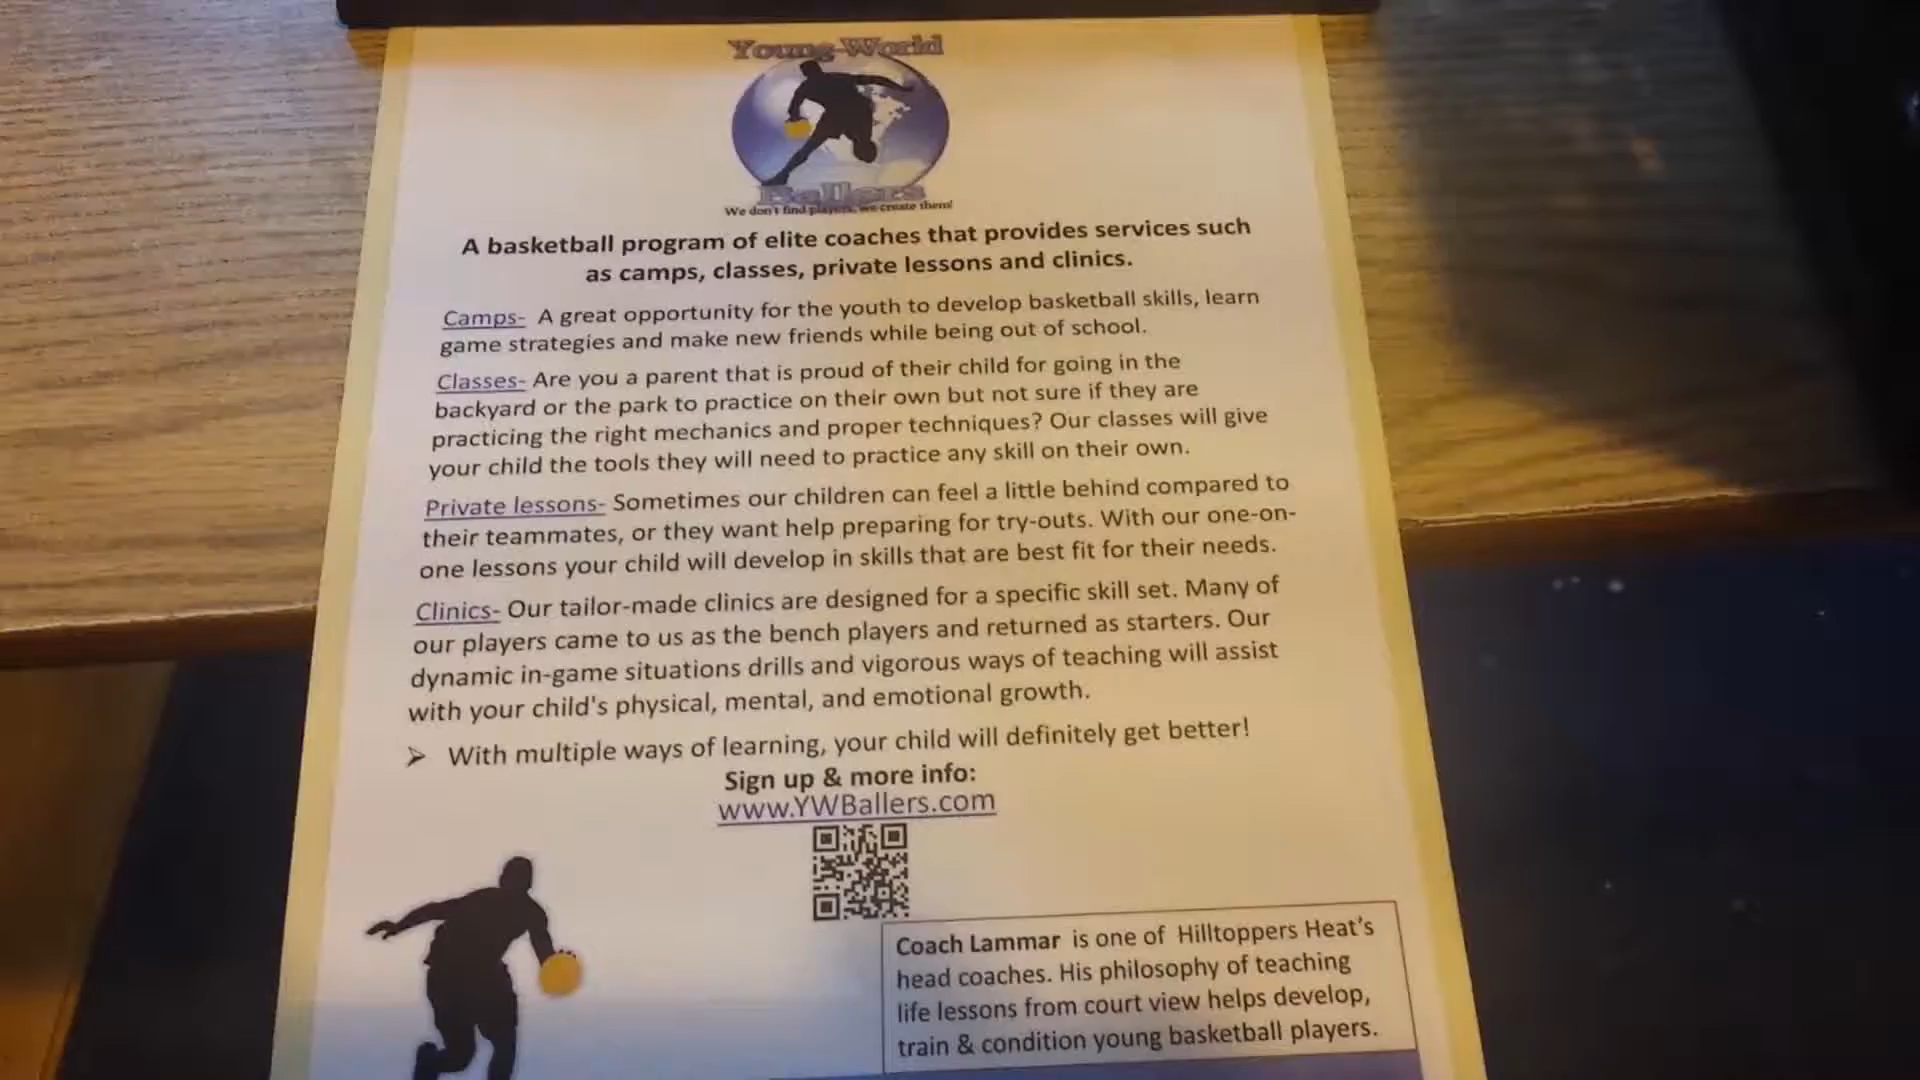 Young World
Ballers
We don't find players, we create them!
A basketball program of elite coaches that provides services such
as camps, classes, private lessons and clinics.
Camps- A great opportunity for the youth to develop basketball skills, learn
game strategies and make new friends while being out of school.
Classes- Are you a parent that is proud of their child for going in the
backyard or the park to practice on their own but not sure if they are
practicing the right mechanics and proper techniques? Our classes will give
your child the tools they will need to practice any skill on their own.
Private lessons- Sometimes our children can feel a little behind compared to
their teammates, or they want help preparing for try-outs. With our one-on-
one lessons your child will develop in skills that are best fit for their needs.
Clinics- Our tailor-made clinics are designed for a specific skill set. Many of
our players came to us as the bench players and returned as starters. Our
dynamic in-game situations drills and vigorous ways of teaching will assist
with your child's physical, mental, and emotional growth.
➢ With multiple ways of learning, your child will definitely get better!
Sign up & more info:
www.YWBallers.com
Coach Lammar is one of Hilltoppers Heat's
head coaches. His philosophy of teaching
life lessons from court view helps develop,
train & condition young basketball players.